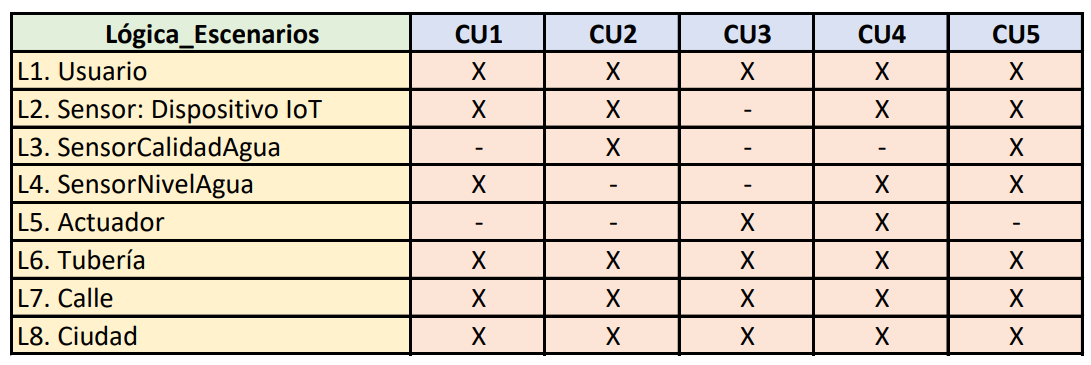 Lógica_Escenarios CU1 CU2 CU3 CU4 CU5
L1. Usuario X X X X X
L2. Sensor: Dispositivo IoT X X - X X
L3. SensorCalidadAgua - X - - X
L4. SensorNivelAgua X - - X X
L5. Actuador - - X X -
L6. Tubería X X X X X
L7. Calle X X X X X
L8. Ciudad X X X X X